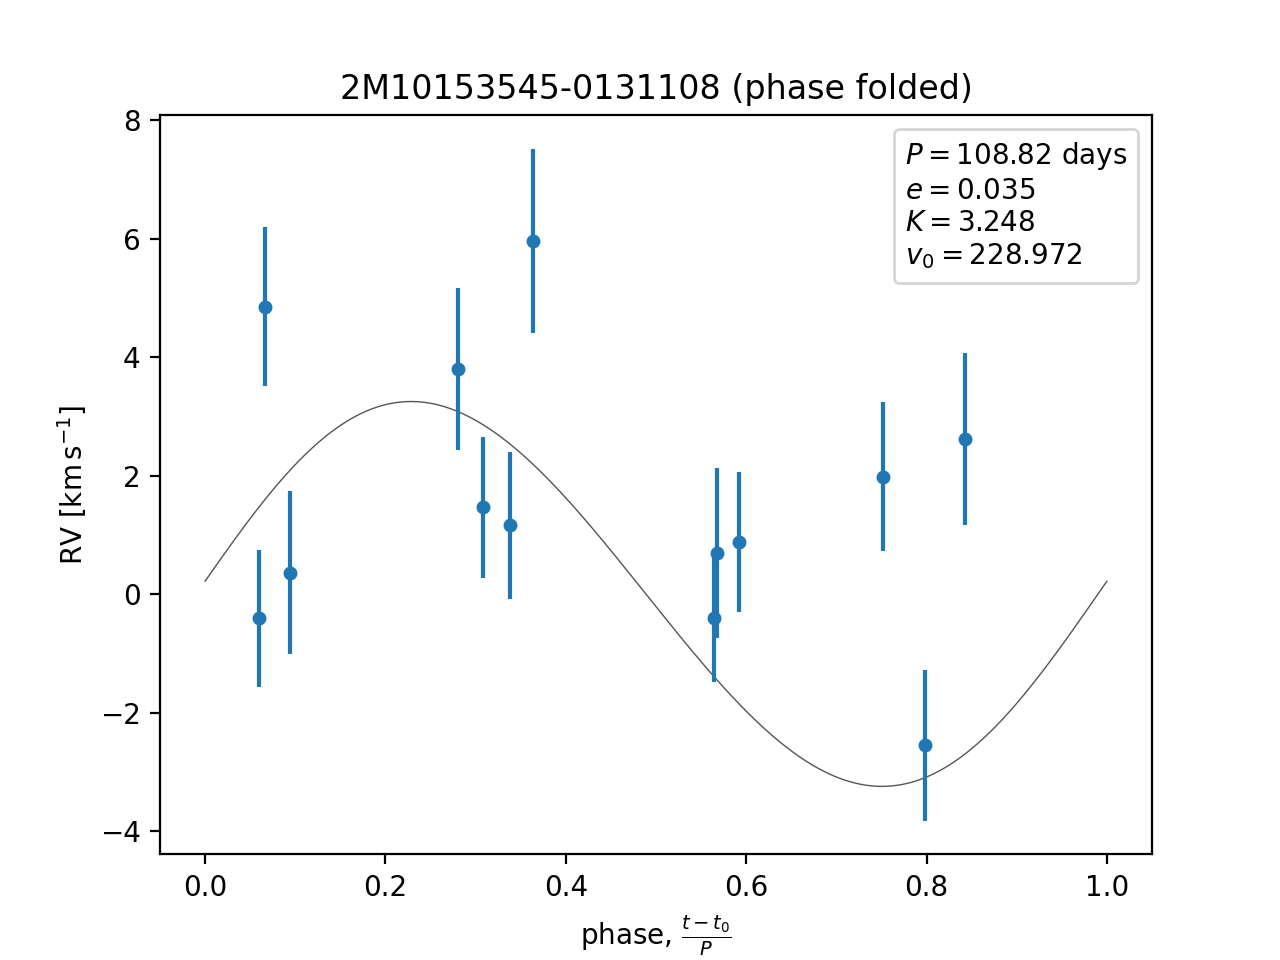 2M10153545-0131108 (phase folded)
P = 108.82 days
e = 0.035
K = 3.248
v₀ = 228.972
RV [km s⁻¹]
8
6
4
2
0
−2
−4
0.0 0.2 0.4 0.6 0.8 1.0
phase, (t − t₀)/P